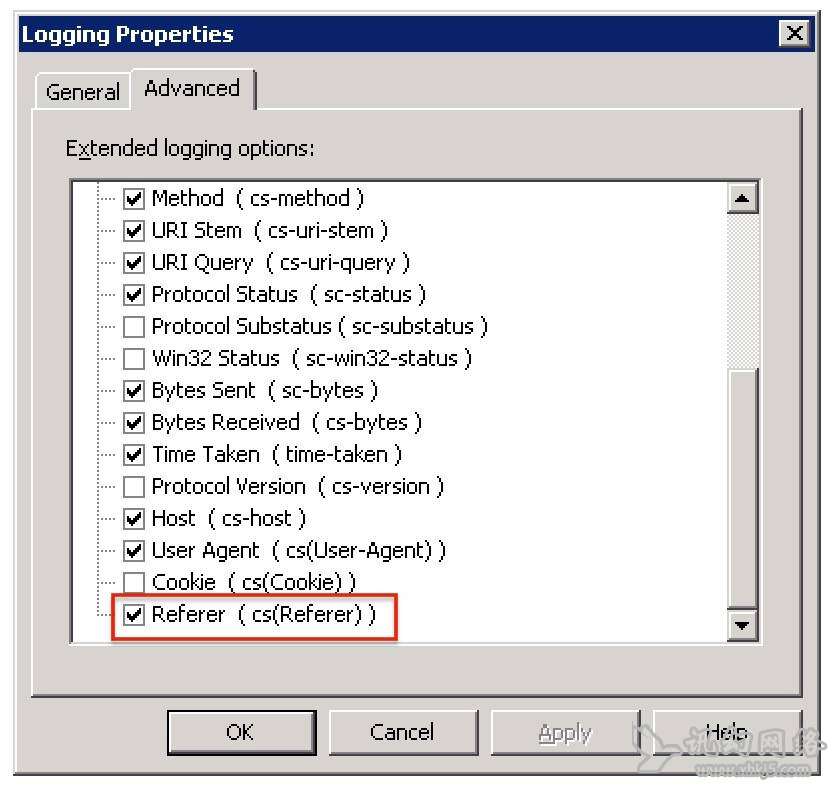 Logging Properties
General
Advanced
Extended logging options:
Method ( cs-method )
URI Stem ( cs-uri-stem )
URI Query ( cs-uri-query )
Protocol Status ( sc-status )
Protocol Substatus ( sc-substatus )
Win32 Status ( sc-win32-status )
Bytes Sent ( sc-bytes )
Bytes Received ( cs-bytes )
Time Taken ( time-taken )
Protocol Version ( cs-version )
Host ( cs-host )
User Agent ( cs(User-Agent) )
Cookie ( cs(Cookie) )
Referer ( cs(Referer) )
OK
Cancel
Apply
Help
网络